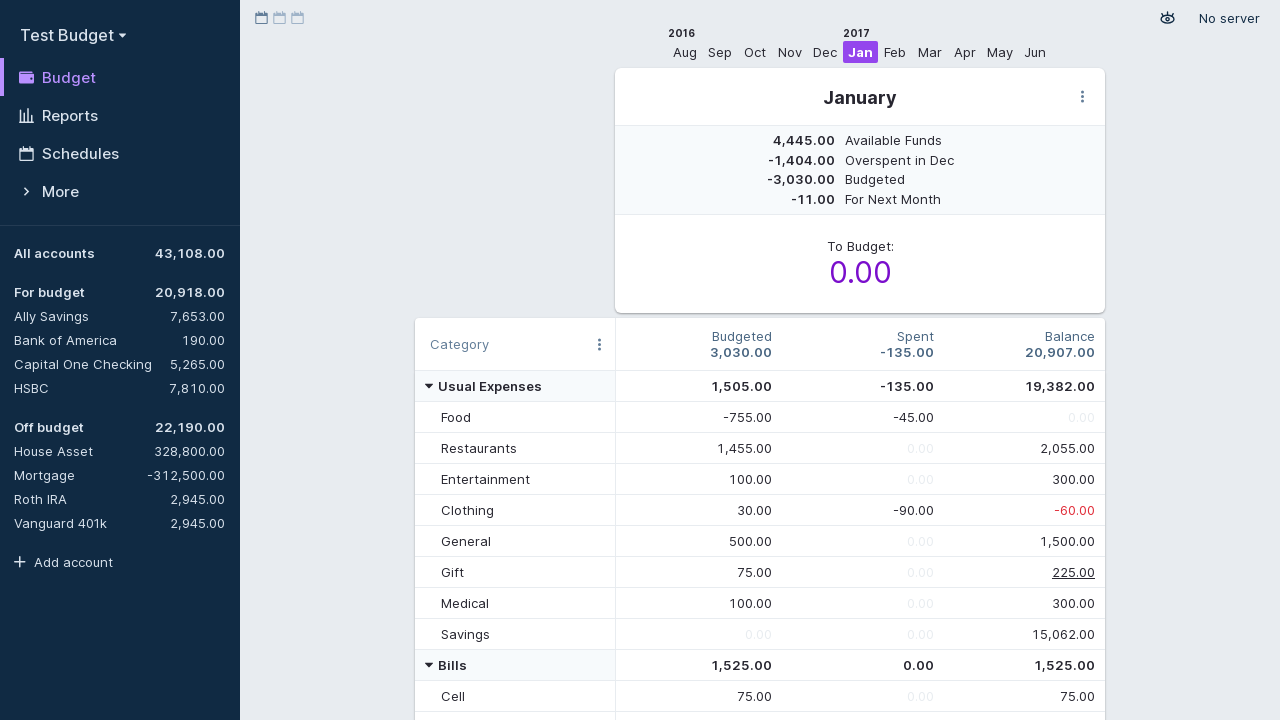 Test Budget
Budget
Reports
Schedules
More
All accounts 43,108.00
For budget 20,918.00
Ally Savings 7,653.00
Bank of America 190.00
Capital One Checking 5,265.00
HSBC 7,810.00
Off budget 22,190.00
House Asset 328,800.00
Mortgage -312,500.00
Roth IRA 2,945.00
Vanguard 401k 2,945.00
Add account
No server
2016 2017
Aug Sep Oct Nov Dec Jan Feb Mar Apr May Jun
January
4,445.00 Available Funds
-1,404.00 Overspent in Dec
-3,030.00 Budgeted
-11.00 For Next Month
To Budget:
0.00
Category
Budgeted Spent Balance
3,030.00 -135.00 20,907.00
Usual Expenses 1,505.00 -135.00 19,382.00
Food -755.00 -45.00 0.00
Restaurants 1,455.00 0.00 2,055.00
Entertainment 100.00 0.00 300.00
Clothing 30.00 -90.00 -60.00
General 500.00 0.00 1,500.00
Gift 75.00 0.00 225.00
Medical 100.00 0.00 300.00
Savings 0.00 0.00 15,062.00
Bills 1,525.00 0.00 1,525.00
Cell 75.00 0.00 75.00